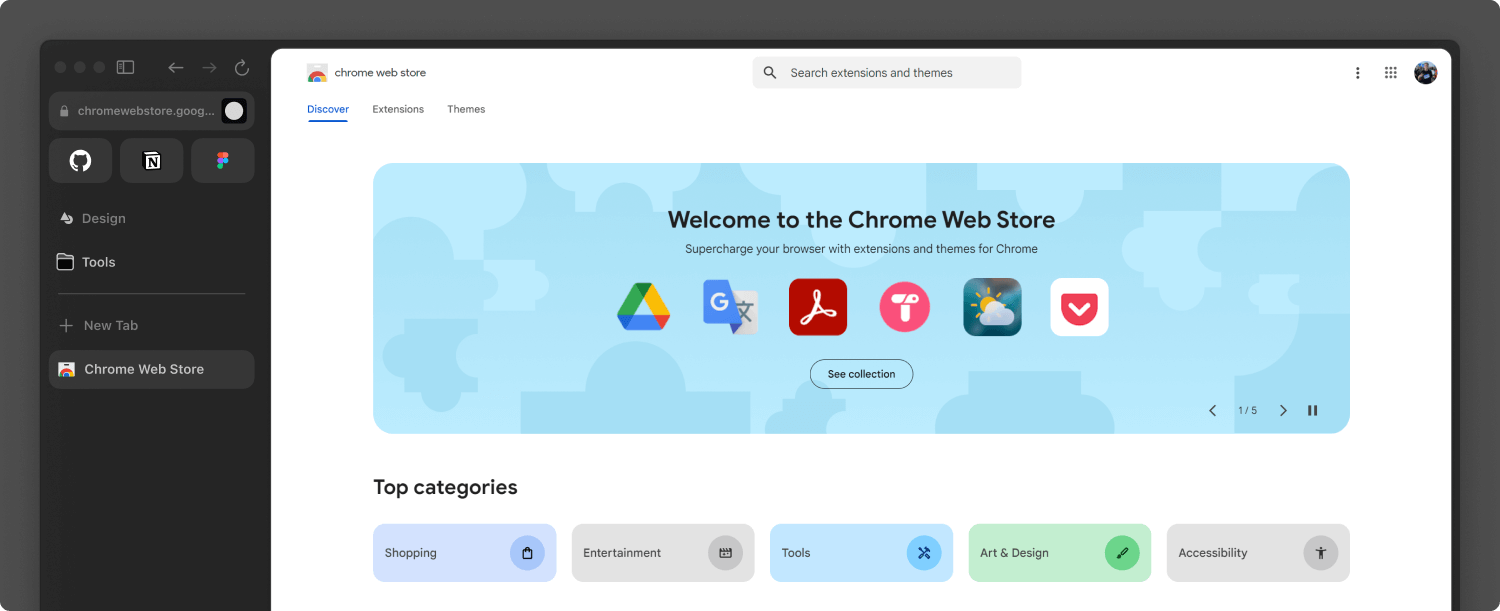 chromewebstore.goog...
Design
Tools
New Tab
Chrome Web Store
chrome web store
Search extensions and themes
Discover
Extensions
Themes
Welcome to the Chrome Web Store
Supercharge your browser with extensions and themes for Chrome
See collection
1 / 5
Top categories
Shopping
Entertainment
Tools
Art & Design
Accessibility